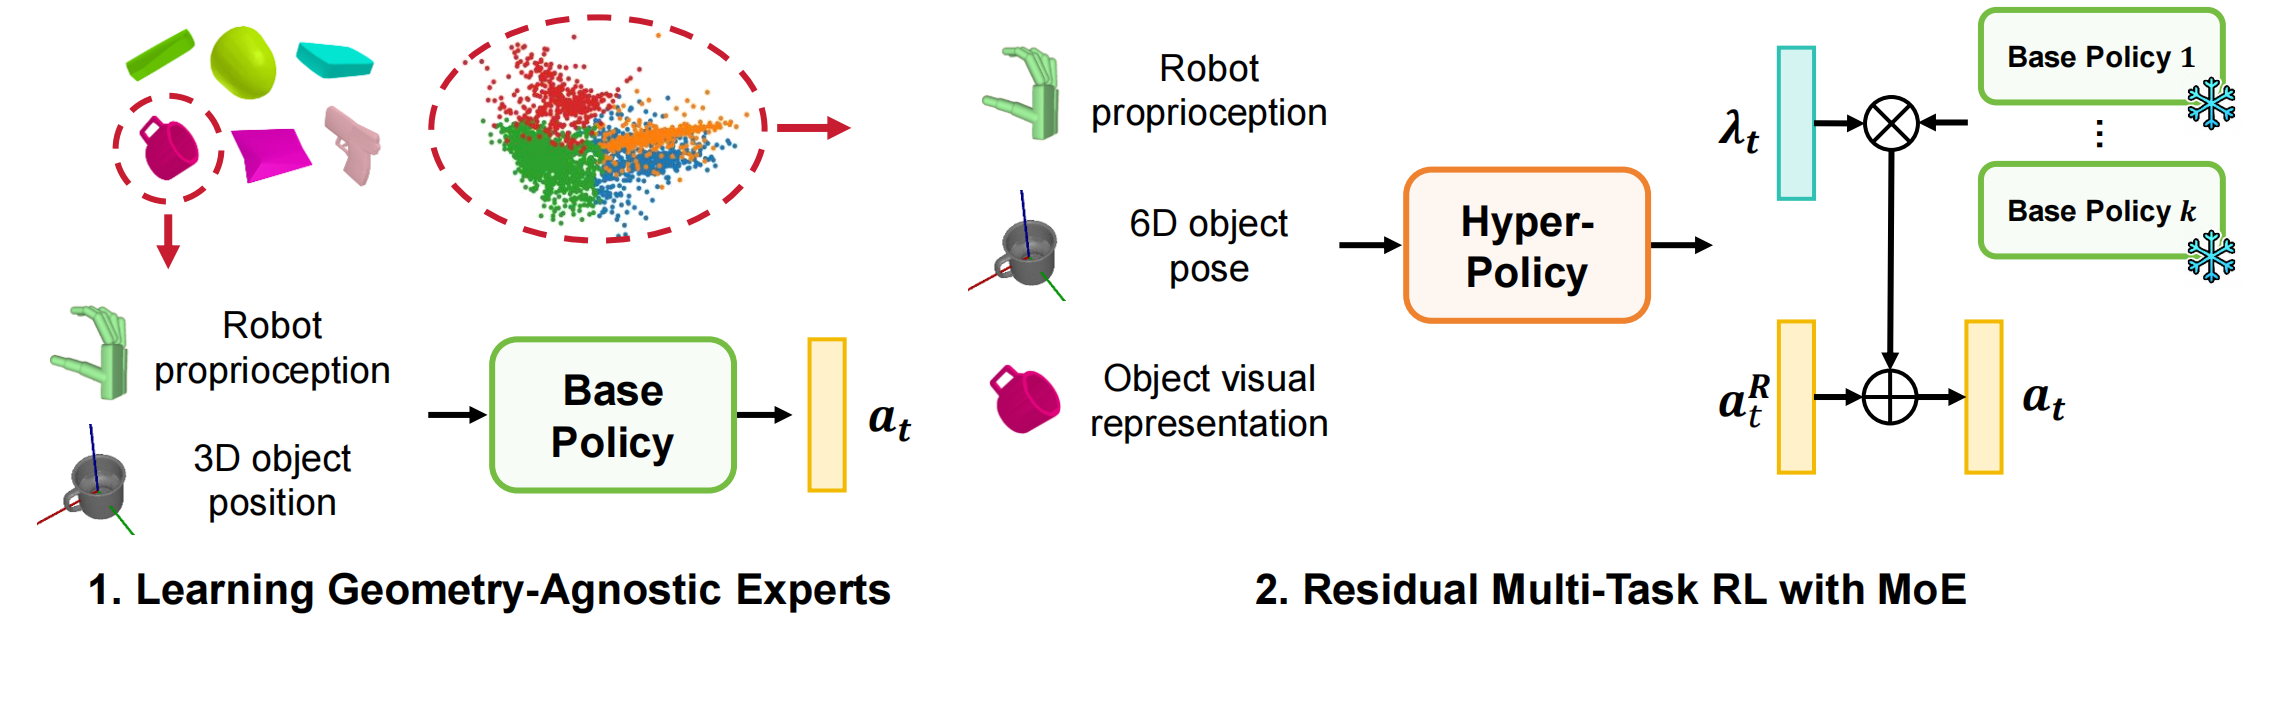 Robot
proprioception
3D object
position
Base
Policy
a_t
1. Learning Geometry-Agnostic Experts
Robot
proprioception
6D object
pose
Object visual
representation
Hyper-
Policy
λ_t
Base Policy 1
⋮
Base Policy k
a_t^R
a_t
2. Residual Multi-Task RL with MoE